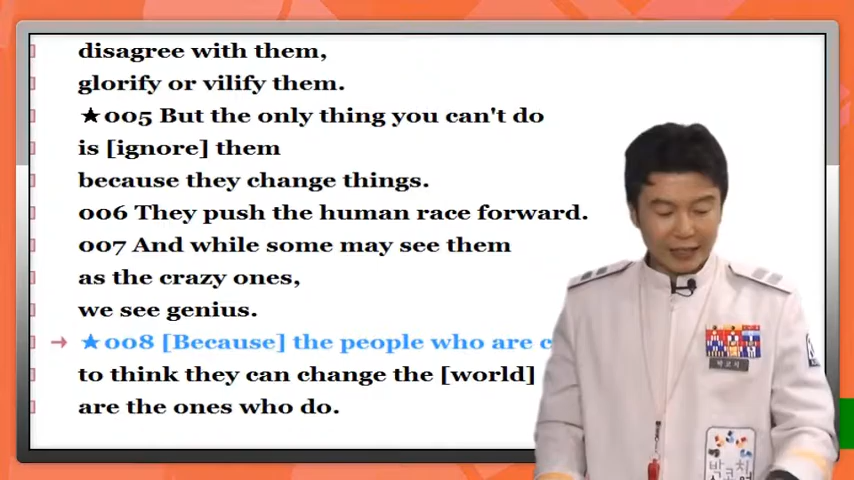 disagree with them,
glorify or vilify them.
★005 But the only thing you can't do
is [ignore] them
because they change things.
006 They push the human race forward.
007 And while some may see them
as the crazy ones,
we see genius.
→ ★008 [Because] the people who are c
to think they can change the [world]
are the ones who do.
박코치